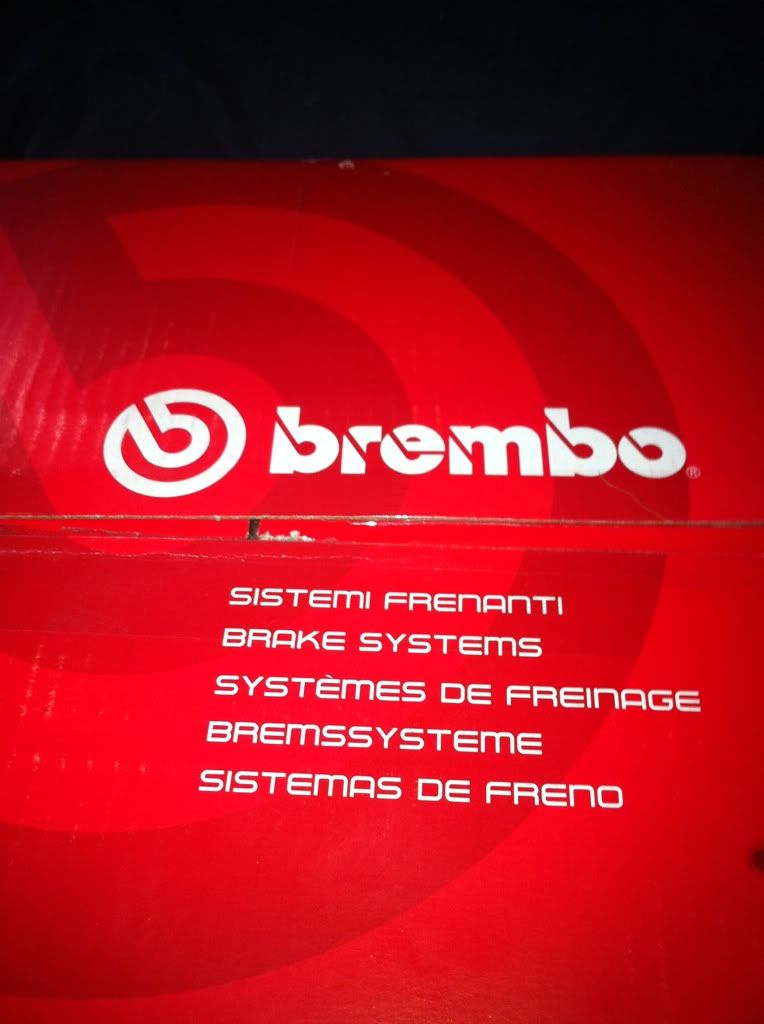 brembo®
SISTEMI FRENANTI
BRAKE SYSTEMS
SYSTÈMES DE FREINAGE
BREMSSYSTEME
SISTEMAS DE FRENO